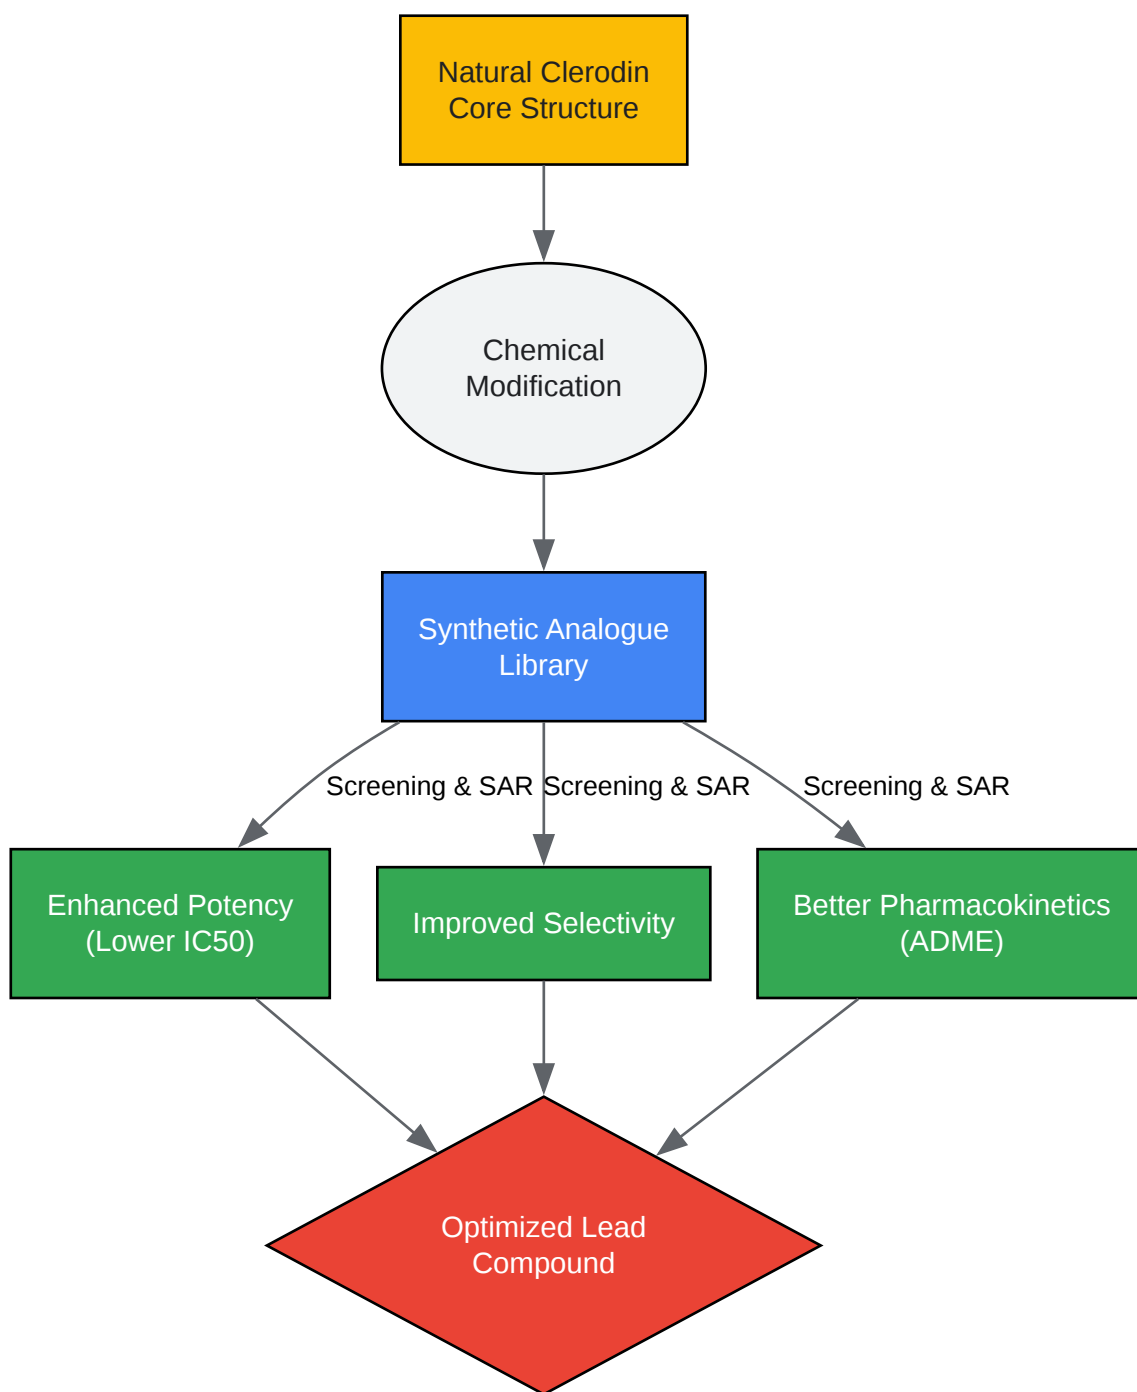 Natural Clerodin
Core Structure
Chemical
Modification
Synthetic Analogue
Library
Screening & SAR
Screening & SAR
Screening & SAR
Enhanced Potency
(Lower IC50)
Improved Selectivity
Better Pharmacokinetics
(ADME)
Optimized Lead
Compound